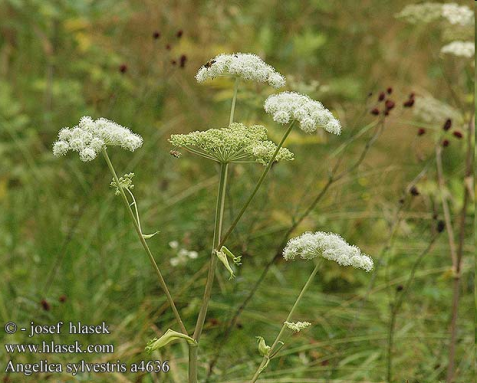 © - josef hlasek
www.hlasek.com
Angelica sylvestris a4636